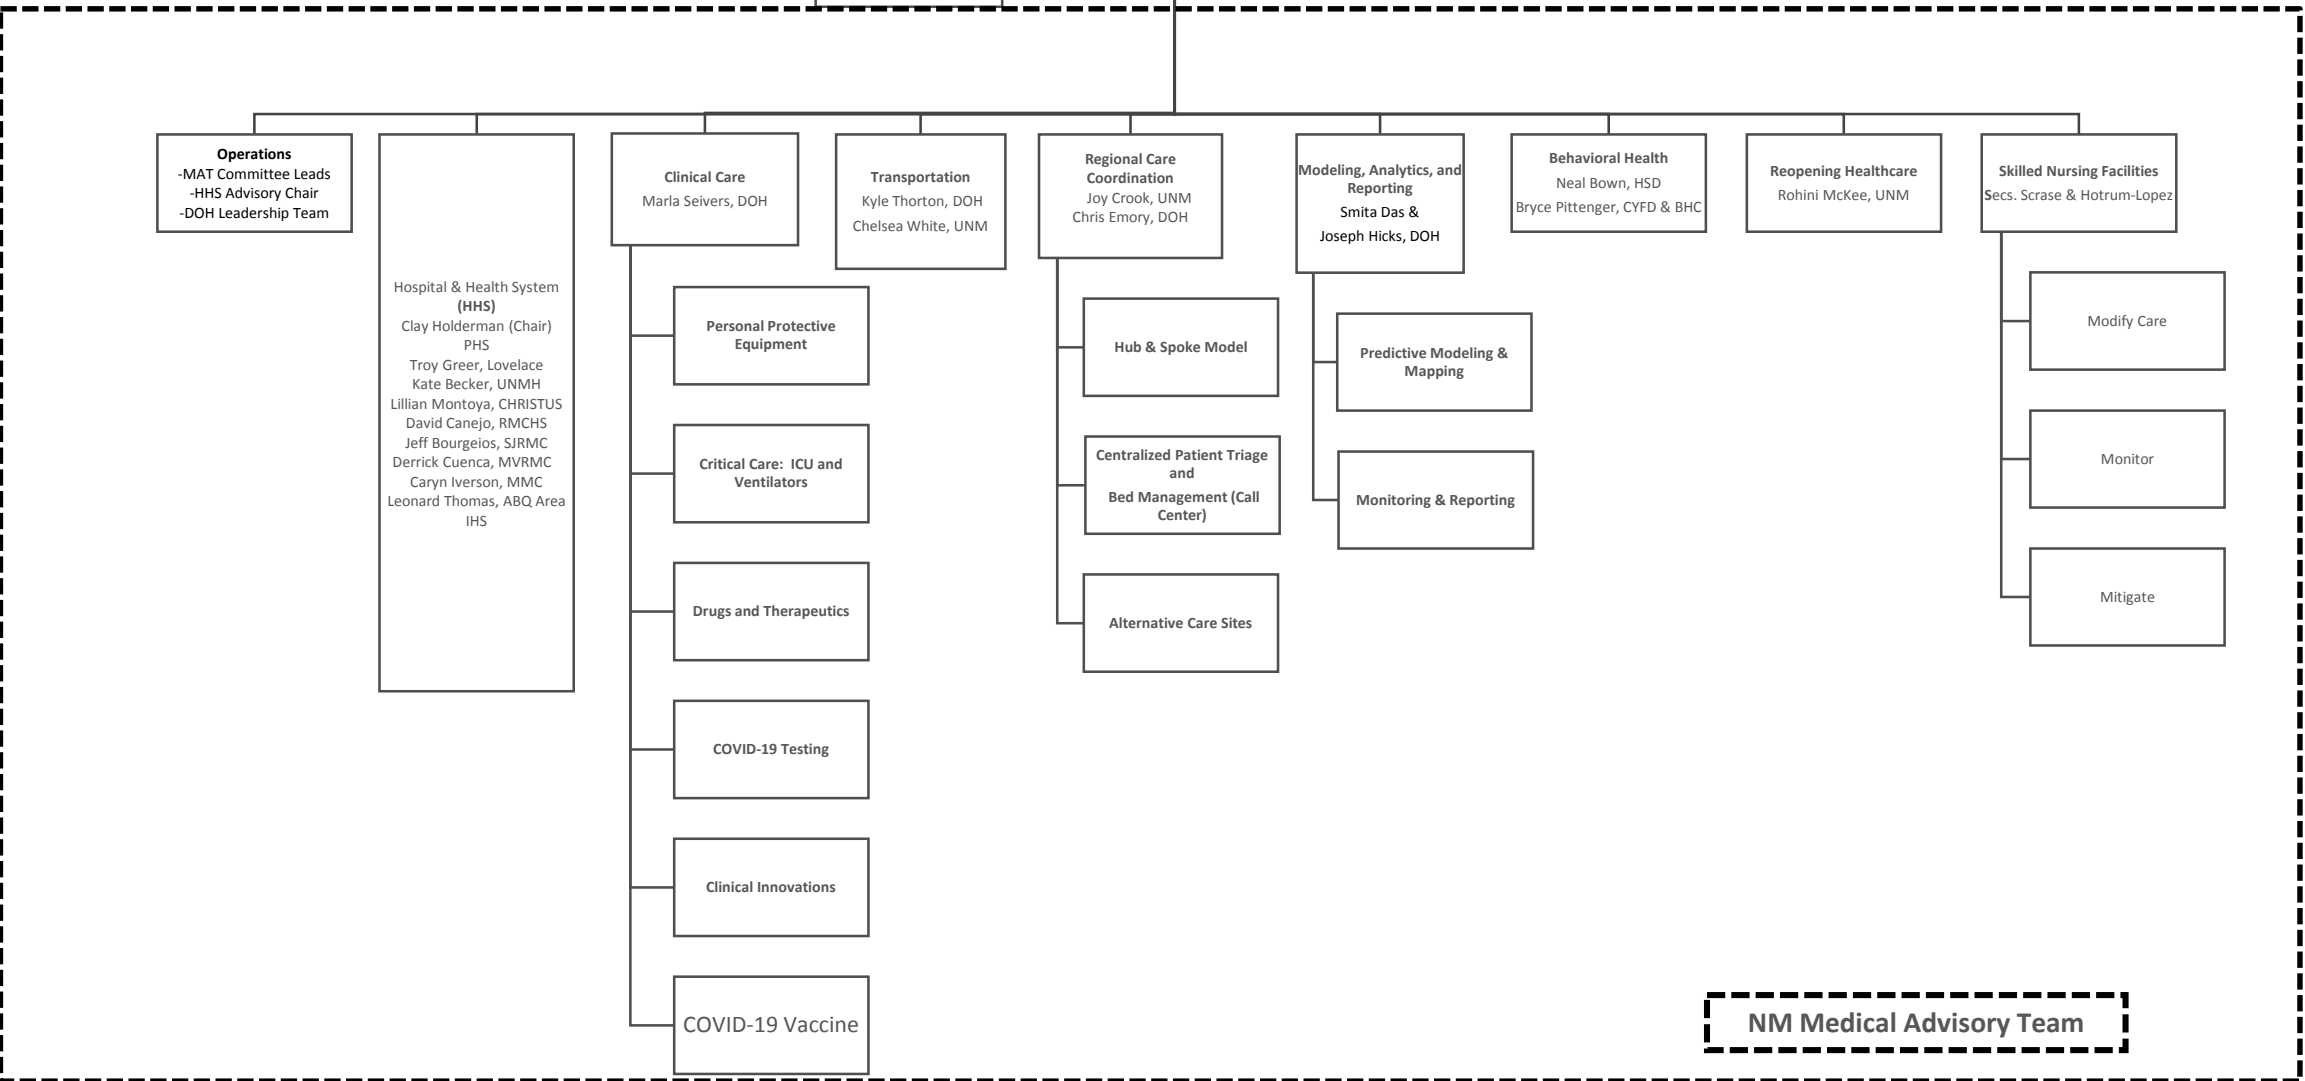 Operations
-MAT Committee Leads
-HHS Advisory Chair
-DOH Leadership Team
Hospital & Health System
(HHS)
Clay Holderman (Chair)
PHS
Troy Greer, Lovelace
Kate Becker, UNMH
Lillian Montoya, CHRISTUS
David Canejo, RMCHS
Jeff Bourgeios, SJRMC
Derrick Cuenca, MVRMC
Caryn Iverson, MMC
Leonard Thomas, ABQ Area
IHS
Clinical Care
Marla Seivers, DOH
Personal Protective
Equipment
Critical Care:  ICU and
Ventilators
Drugs and Therapeutics
COVID-19 Testing
Clinical Innovations
COVID-19 Vaccine
Transportation
Kyle Thorton, DOH
Chelsea White, UNM
Regional Care
Coordination
Joy Crook, UNM
Chris Emory, DOH
Hub & Spoke Model
Centralized Patient Triage
and
Bed Management (Call
Center)
Alternative Care Sites
Modeling, Analytics, and
Reporting
Smita Das &
Joseph Hicks, DOH
Predictive Modeling &
Mapping
Monitoring & Reporting
Behavioral Health
Neal Bown, HSD
Bryce Pittenger, CYFD & BHC
Reopening Healthcare
Rohini McKee, UNM
Skilled Nursing Facilities
Secs. Scrase & Hotrum-Lopez
Modify Care
Monitor
Mitigate
NM Medical Advisory Team